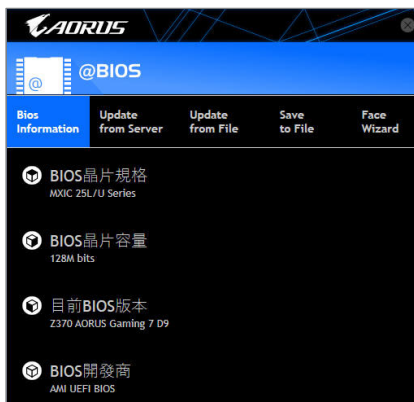 AORUS
@
@BIOS
Bios Information
Update from Server
Update from File
Save to File
Face Wizard
BIOS晶片規格
MXIC 25L/U Series
BIOS晶片容量
128M bits
目前BIOS版本
Z370 AORUS Gaming 7 D9
BIOS開發商
AMI UEFI BIOS